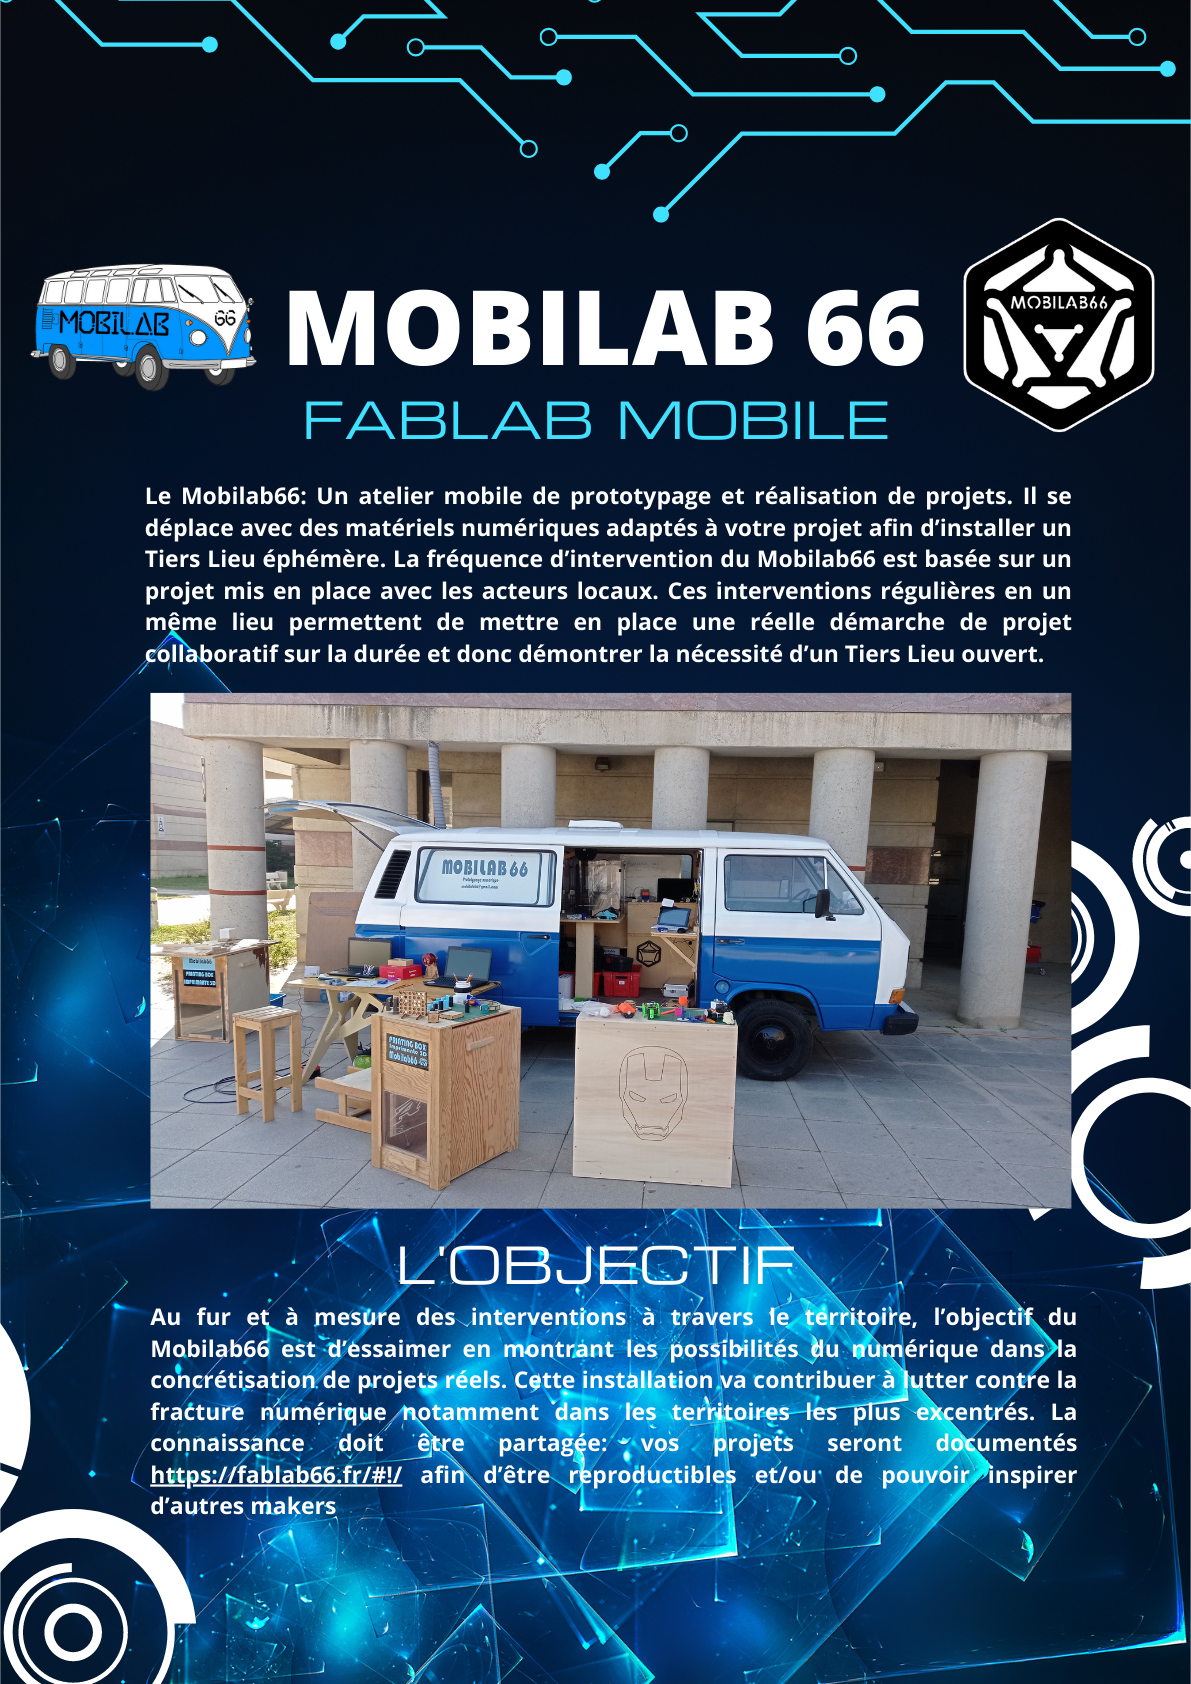 MOBILAB
66
MOBILAB 66
MOBILAB66
FABLAB MOBILE
Le Mobilab66: Un atelier mobile de prototypage et réalisation de projets. Il se
déplace avec des matériels numériques adaptés à votre projet afin d’installer un
Tiers Lieu éphémère. La fréquence d’intervention du Mobilab66 est basée sur un
projet mis en place avec les acteurs locaux. Ces interventions régulières en un
même lieu permettent de mettre en place une réelle démarche de projet
collaboratif sur la durée et donc démontrer la nécessité d’un Tiers Lieu ouvert.
MOBILAB 66
Mobilab66
PRINTING BOX
IMPRIMANTE 3D
PRINTING BOX
imprimante 3D
Mobilab66
L'OBJECTIF
Au fur et à mesure des interventions à travers le territoire, l’objectif du
Mobilab66 est d’essaimer en montrant les possibilités du numérique dans la
concrétisation de projets réels. Cette installation va contribuer à lutter contre la
fracture numérique notamment dans les territoires les plus excentrés. La
connaissance doit être partagée: vos projets seront documentés
https://fablab66.fr/#!/ afin d’être reproductibles et/ou de pouvoir inspirer
d’autres makers